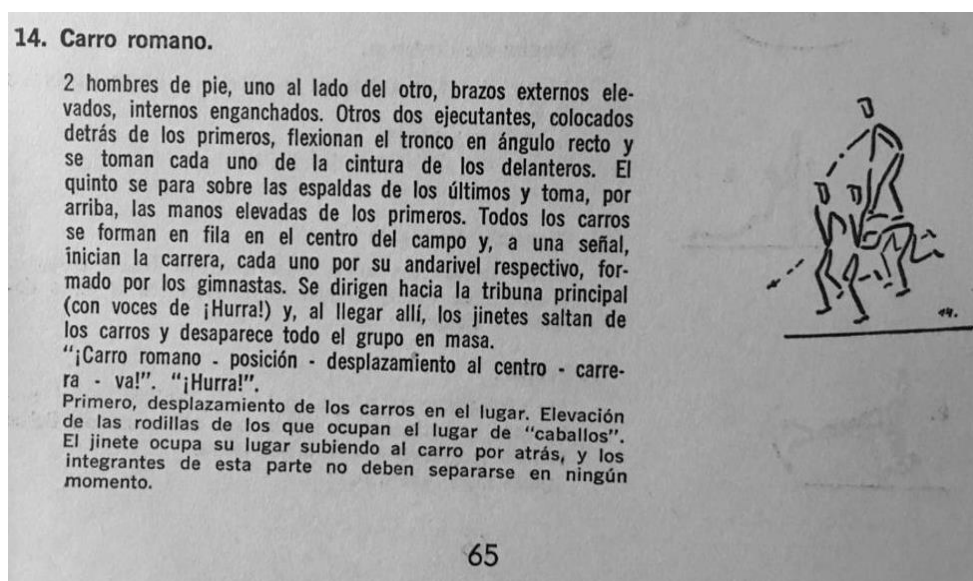 14. Carro romano.
2 hombres de pie, uno al lado del otro, brazos externos ele-
vados, internos enganchados. Otros dos ejecutantes, colocados
detrás de los primeros, flexionan el tronco en ángulo recto y
se toman cada uno de la cintura de los delanteros. El
quinto se para sobre las espaldas de los últimos y toma, por
arriba, las manos elevadas de los primeros. Todos los carros
se forman en fila en el centro del campo y, a una señal,
inician la carrera, cada uno por su andarivel respectivo, for-
mado por los gimnastas. Se dirigen hacia la tribuna principal
(con voces de ¡Hurra!) y, al llegar allí, los jinetes saltan de
los carros y desaparece todo el grupo en masa.
"¡Carro romano - posición - desplazamiento al centro - carre-
ra - va!". "¡Hurra!".
Primero, desplazamiento de los carros en el lugar. Elevación
de las rodillas de los que ocupan el lugar de "caballos".
El jinete ocupa su lugar subiendo al carro por atrás, y los
integrantes de esta parte no deben separarse en ningún
momento.
14.
65